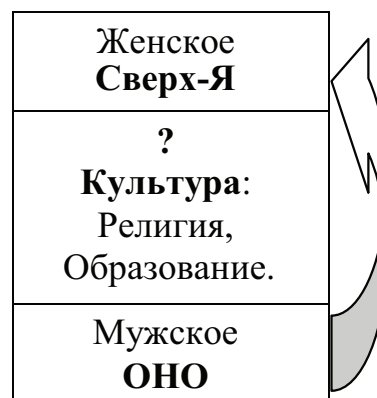 Женское
Сверх-Я
?
Культура:
Религия,
Образование.
Мужское
ОНО